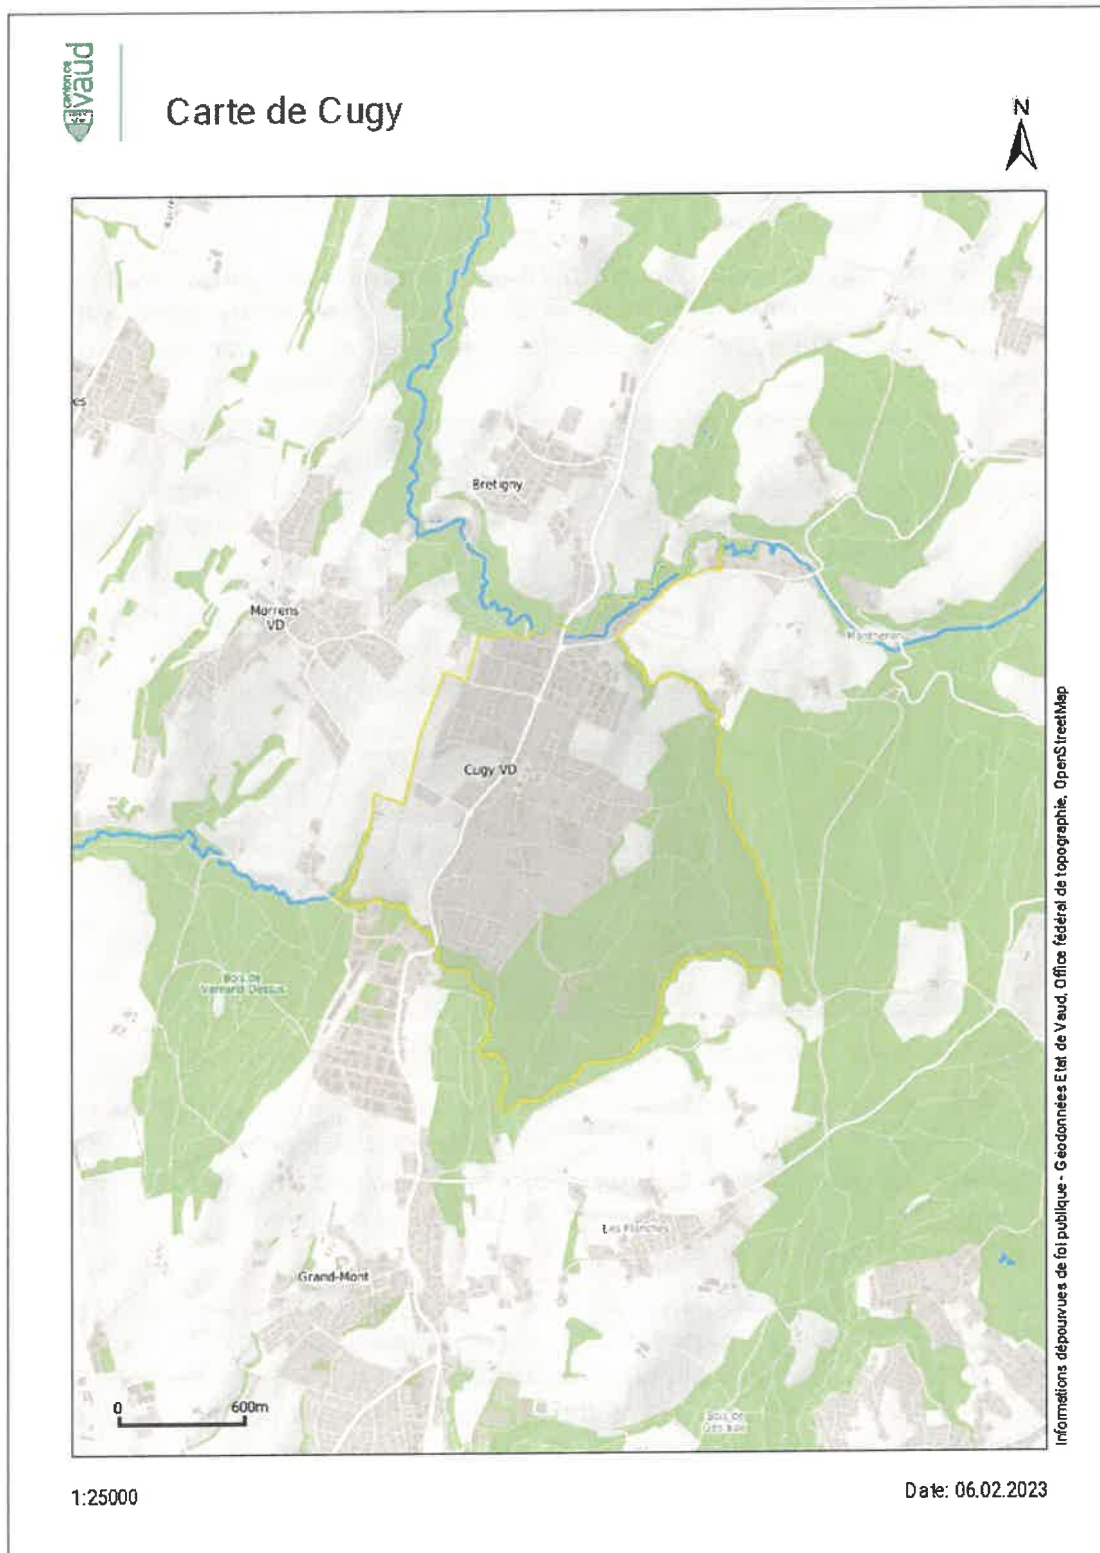 canton de
vaud
Carte de Cugy
N
es
Bretigny
Morrens
VD
Montheron
Cugy VD
Bois de
Vernand-Dessus
Les Planches
Grand-Mont
0 600m
1:25000
Date: 06.02.2023
Informations dépourvues de foi publique - Géodonnées Etat de Vaud, Office fédéral de topographie, OpenStreetMap